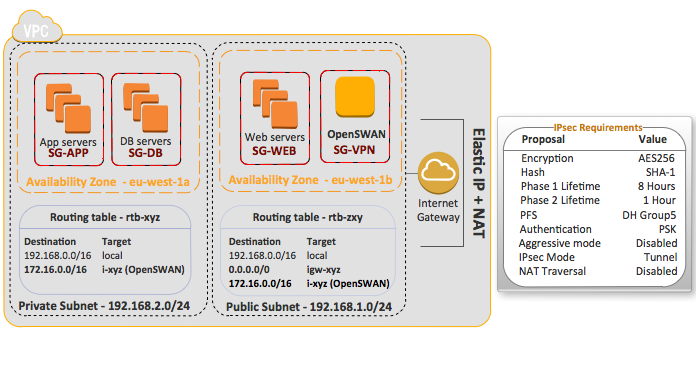 VPC
App servers
SG-APP
DB servers
SG-DB
Availability Zone - eu-west-1a
Routing table - rtb-xyz
Destination Target
192.168.0.0/16 local
172.16.0.0/16 i-xyz (OpenSWAN)
Private Subnet - 192.168.2.0/24
Web servers
SG-WEB
OpenSWAN
SG-VPN
Availability Zone - eu-west-1b
Routing table - rtb-zxy
Destination Target
192.168.0.0/16 local
0.0.0.0/0 igw-xyz
172.16.0.0/16 i-xyz (OpenSWAN)
Public Subnet - 192.168.1.0/24
Internet
Gateway
Elastic IP + NAT
IPsec Requirements
Proposal Value
Encryption AES256
Hash SHA-1
Phase 1 Lifetime 8 Hours
Phase 2 Lifetime 1 Hour
PFS DH Group5
Authentication PSK
Aggressive mode Disabled
IPsec Mode Tunnel
NAT Traversal Disabled